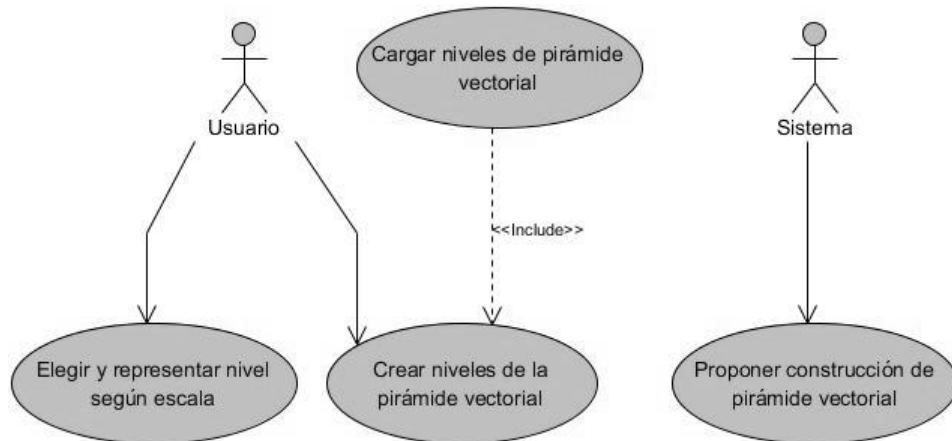 Cargar niveles de pirámide
vectorial
Usuario
Sistema
<<Include>>
Elegir y representar nivel
según escala
Crear niveles de la
pirámide vectorial
Proponer construcción de
pirámide vectorial